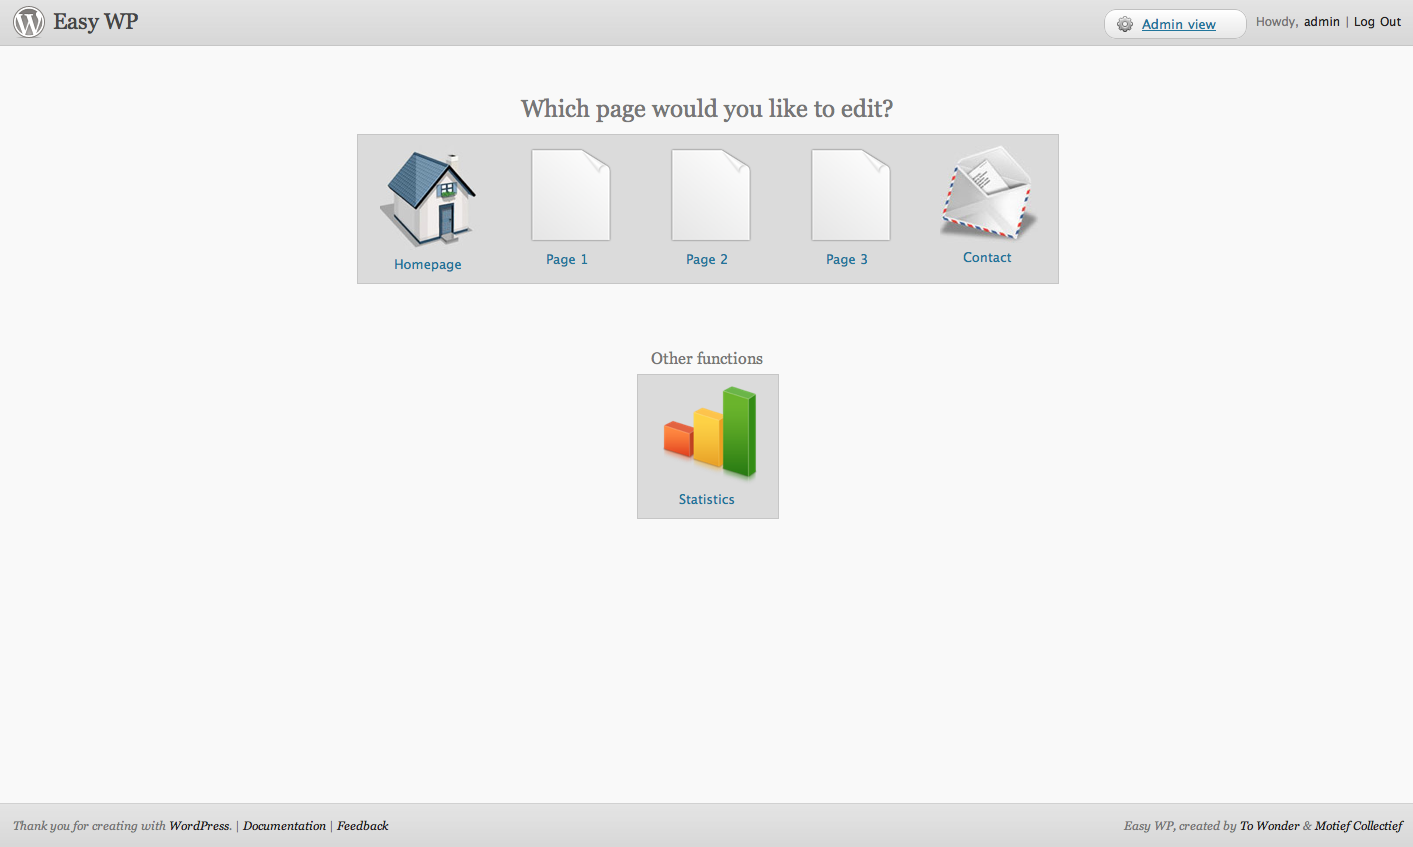 Easy WP
Admin view
Howdy, admin | Log Out
Which page would you like to edit?
Homepage
Page 1
Page 2
Page 3
Contact
Other functions
Statistics
Thank you for creating with WordPress. | Documentation | Feedback
Easy WP, created by To Wonder & Motief Collectief